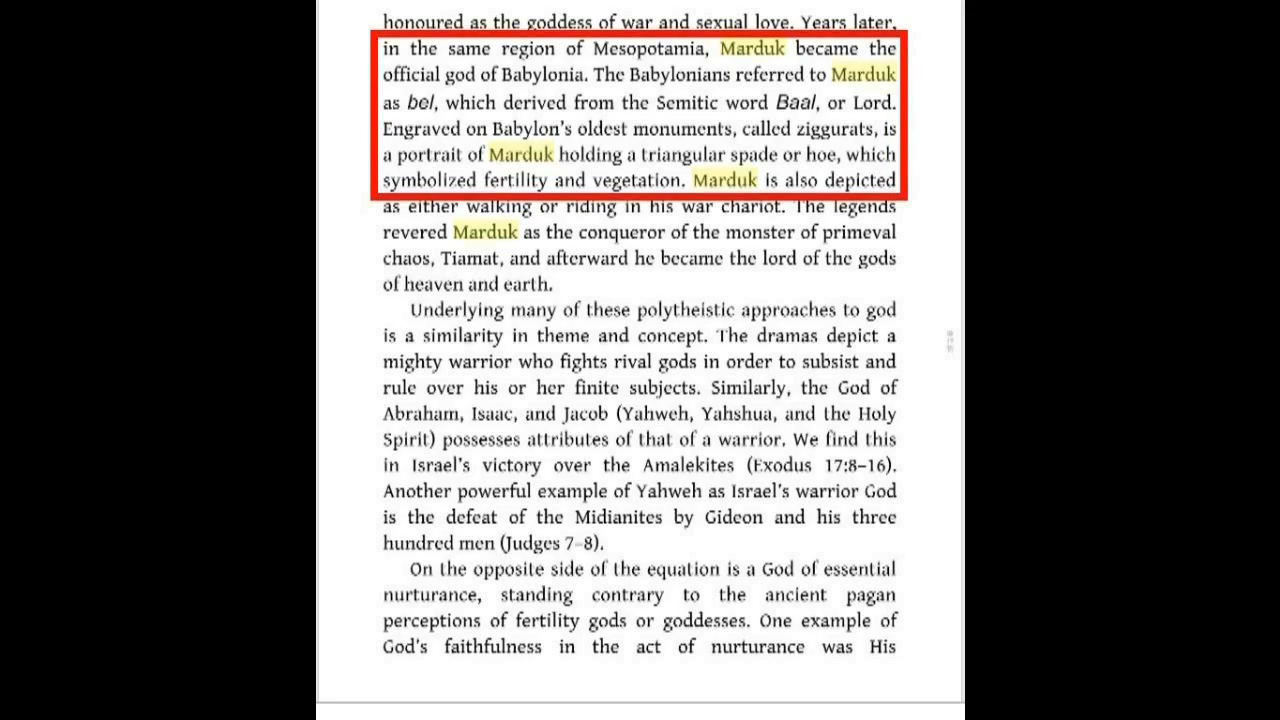 honoured as the goddess of war and sexual love. Years later,
in the same region of Mesopotamia, Marduk became the
official god of Babylonia. The Babylonians referred to Marduk
as bel, which derived from the Semitic word Baal, or Lord.
Engraved on Babylon's oldest monuments, called ziggurats, is
a portrait of Marduk holding a triangular spade or hoe, which
symbolized fertility and vegetation. Marduk is also depicted
as either walking or riding in his war chariot. The legends
revered Marduk as the conqueror of the monster of primeval
chaos, Tiamat, and afterward he became the lord of the gods
of heaven and earth.
Underlying many of these polytheistic approaches to god
is a similarity in theme and concept. The dramas depict a
mighty warrior who fights rival gods in order to subsist and
rule over his or her finite subjects. Similarly, the God of
Abraham, Isaac, and Jacob (Yahweh, Yahshua, and the Holy
Spirit) possesses attributes of that of a warrior. We find this
in Israel's victory over the Amalekites (Exodus 17:8–16).
Another powerful example of Yahweh as Israel's warrior God
is the defeat of the Midianites by Gideon and his three
hundred men (Judges 7–8).
On the opposite side of the equation is a God of essential
nurturance, standing contrary to the ancient pagan
perceptions of fertility gods or goddesses. One example of
God's faithfulness in the act of nurturance was His